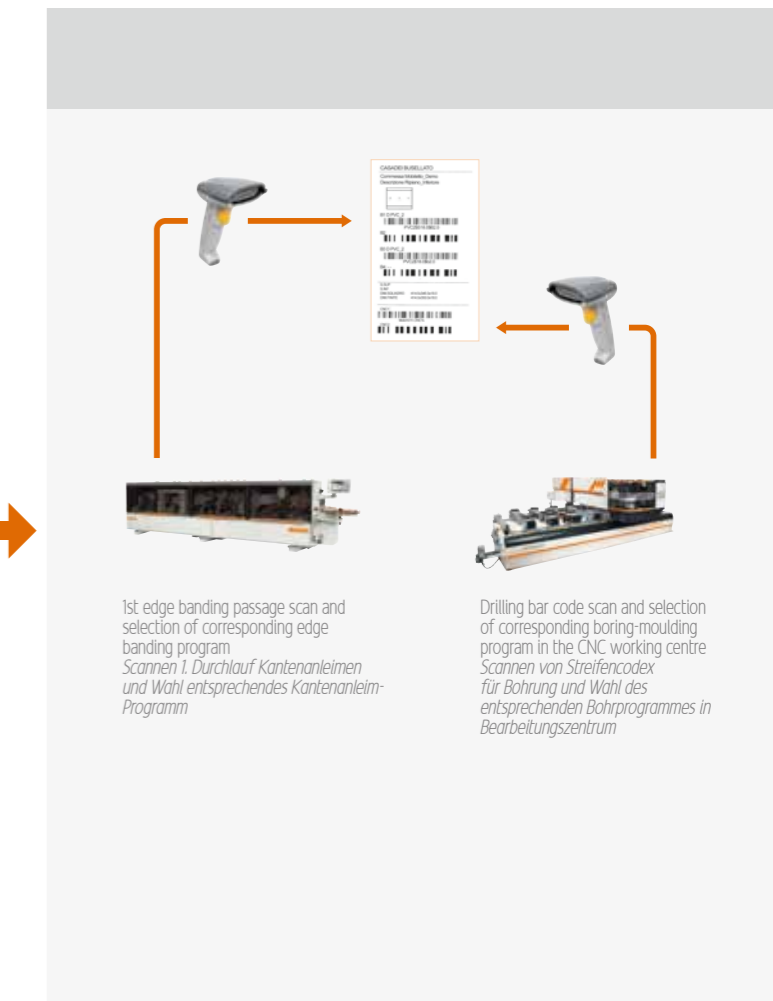 CASADEI BUSELLATO
1st edge banding passage scan and
selection of corresponding edge
banding program
Scannen 1. Durchlauf Kantenanleimen
und Wahl entsprechendes Kantenanleim-
Programm
Drilling bar code scan and selection
of corresponding boring-moulding
program in the CNC working centre
Scannen von Streifencodex
für Bohrung und Wahl des
entsprechenden Bohrprogrammes in
Bearbeitungszentrum